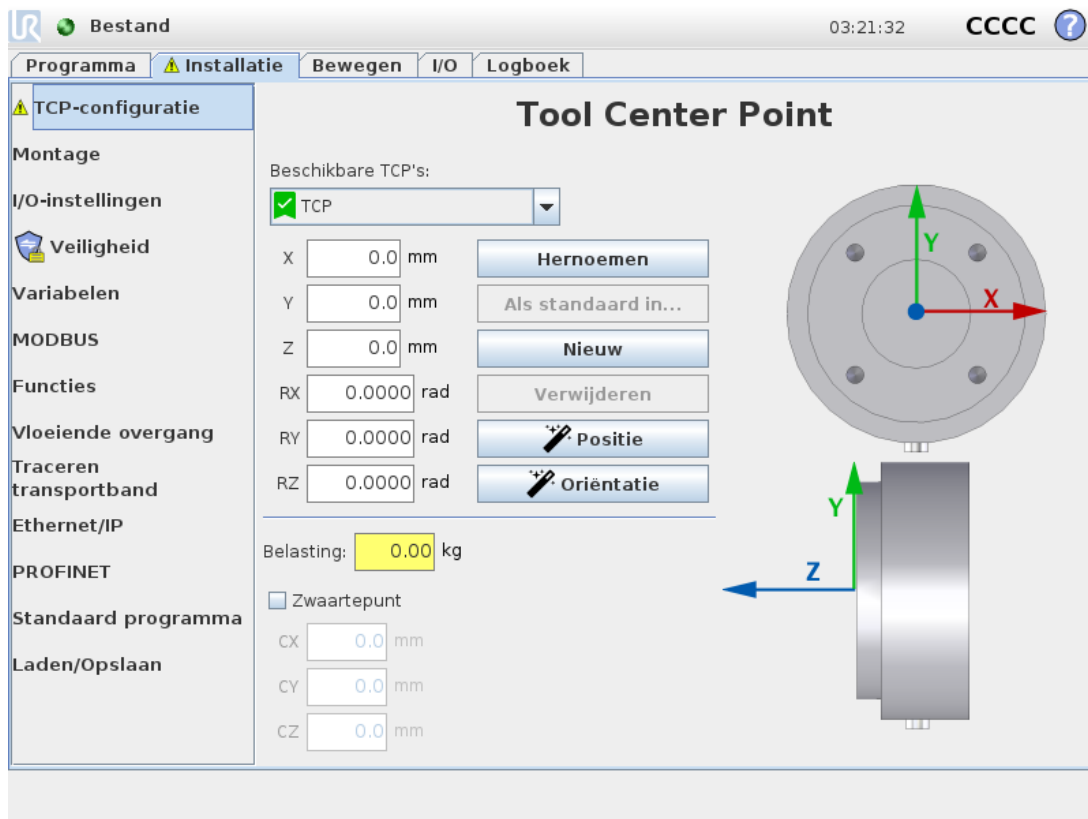 UR Bestand 03:21:32 CCCC ?
Programma Installatie Bewegen I/O Logboek
TCP-configuratie
Montage
I/O-instellingen
Veiligheid
Variabelen
MODBUS
Functies
Vloeiende overgang
Traceren
transportband
Ethernet/IP
PROFINET
Standaard programma
Laden/Opslaan
Tool Center Point
Beschikbare TCP's:
TCP
X 0.0 mm Hernoemen
Y 0.0 mm Als standaard in...
Z 0.0 mm Nieuw
RX 0.0000 rad Verwijderen
RY 0.0000 rad Positie
RZ 0.0000 rad Oriëntatie
Belasting: 0.00 kg
Zwaartepunt
CX 0.0 mm
CY 0.0 mm
CZ 0.0 mm
Y
X
Y
Z